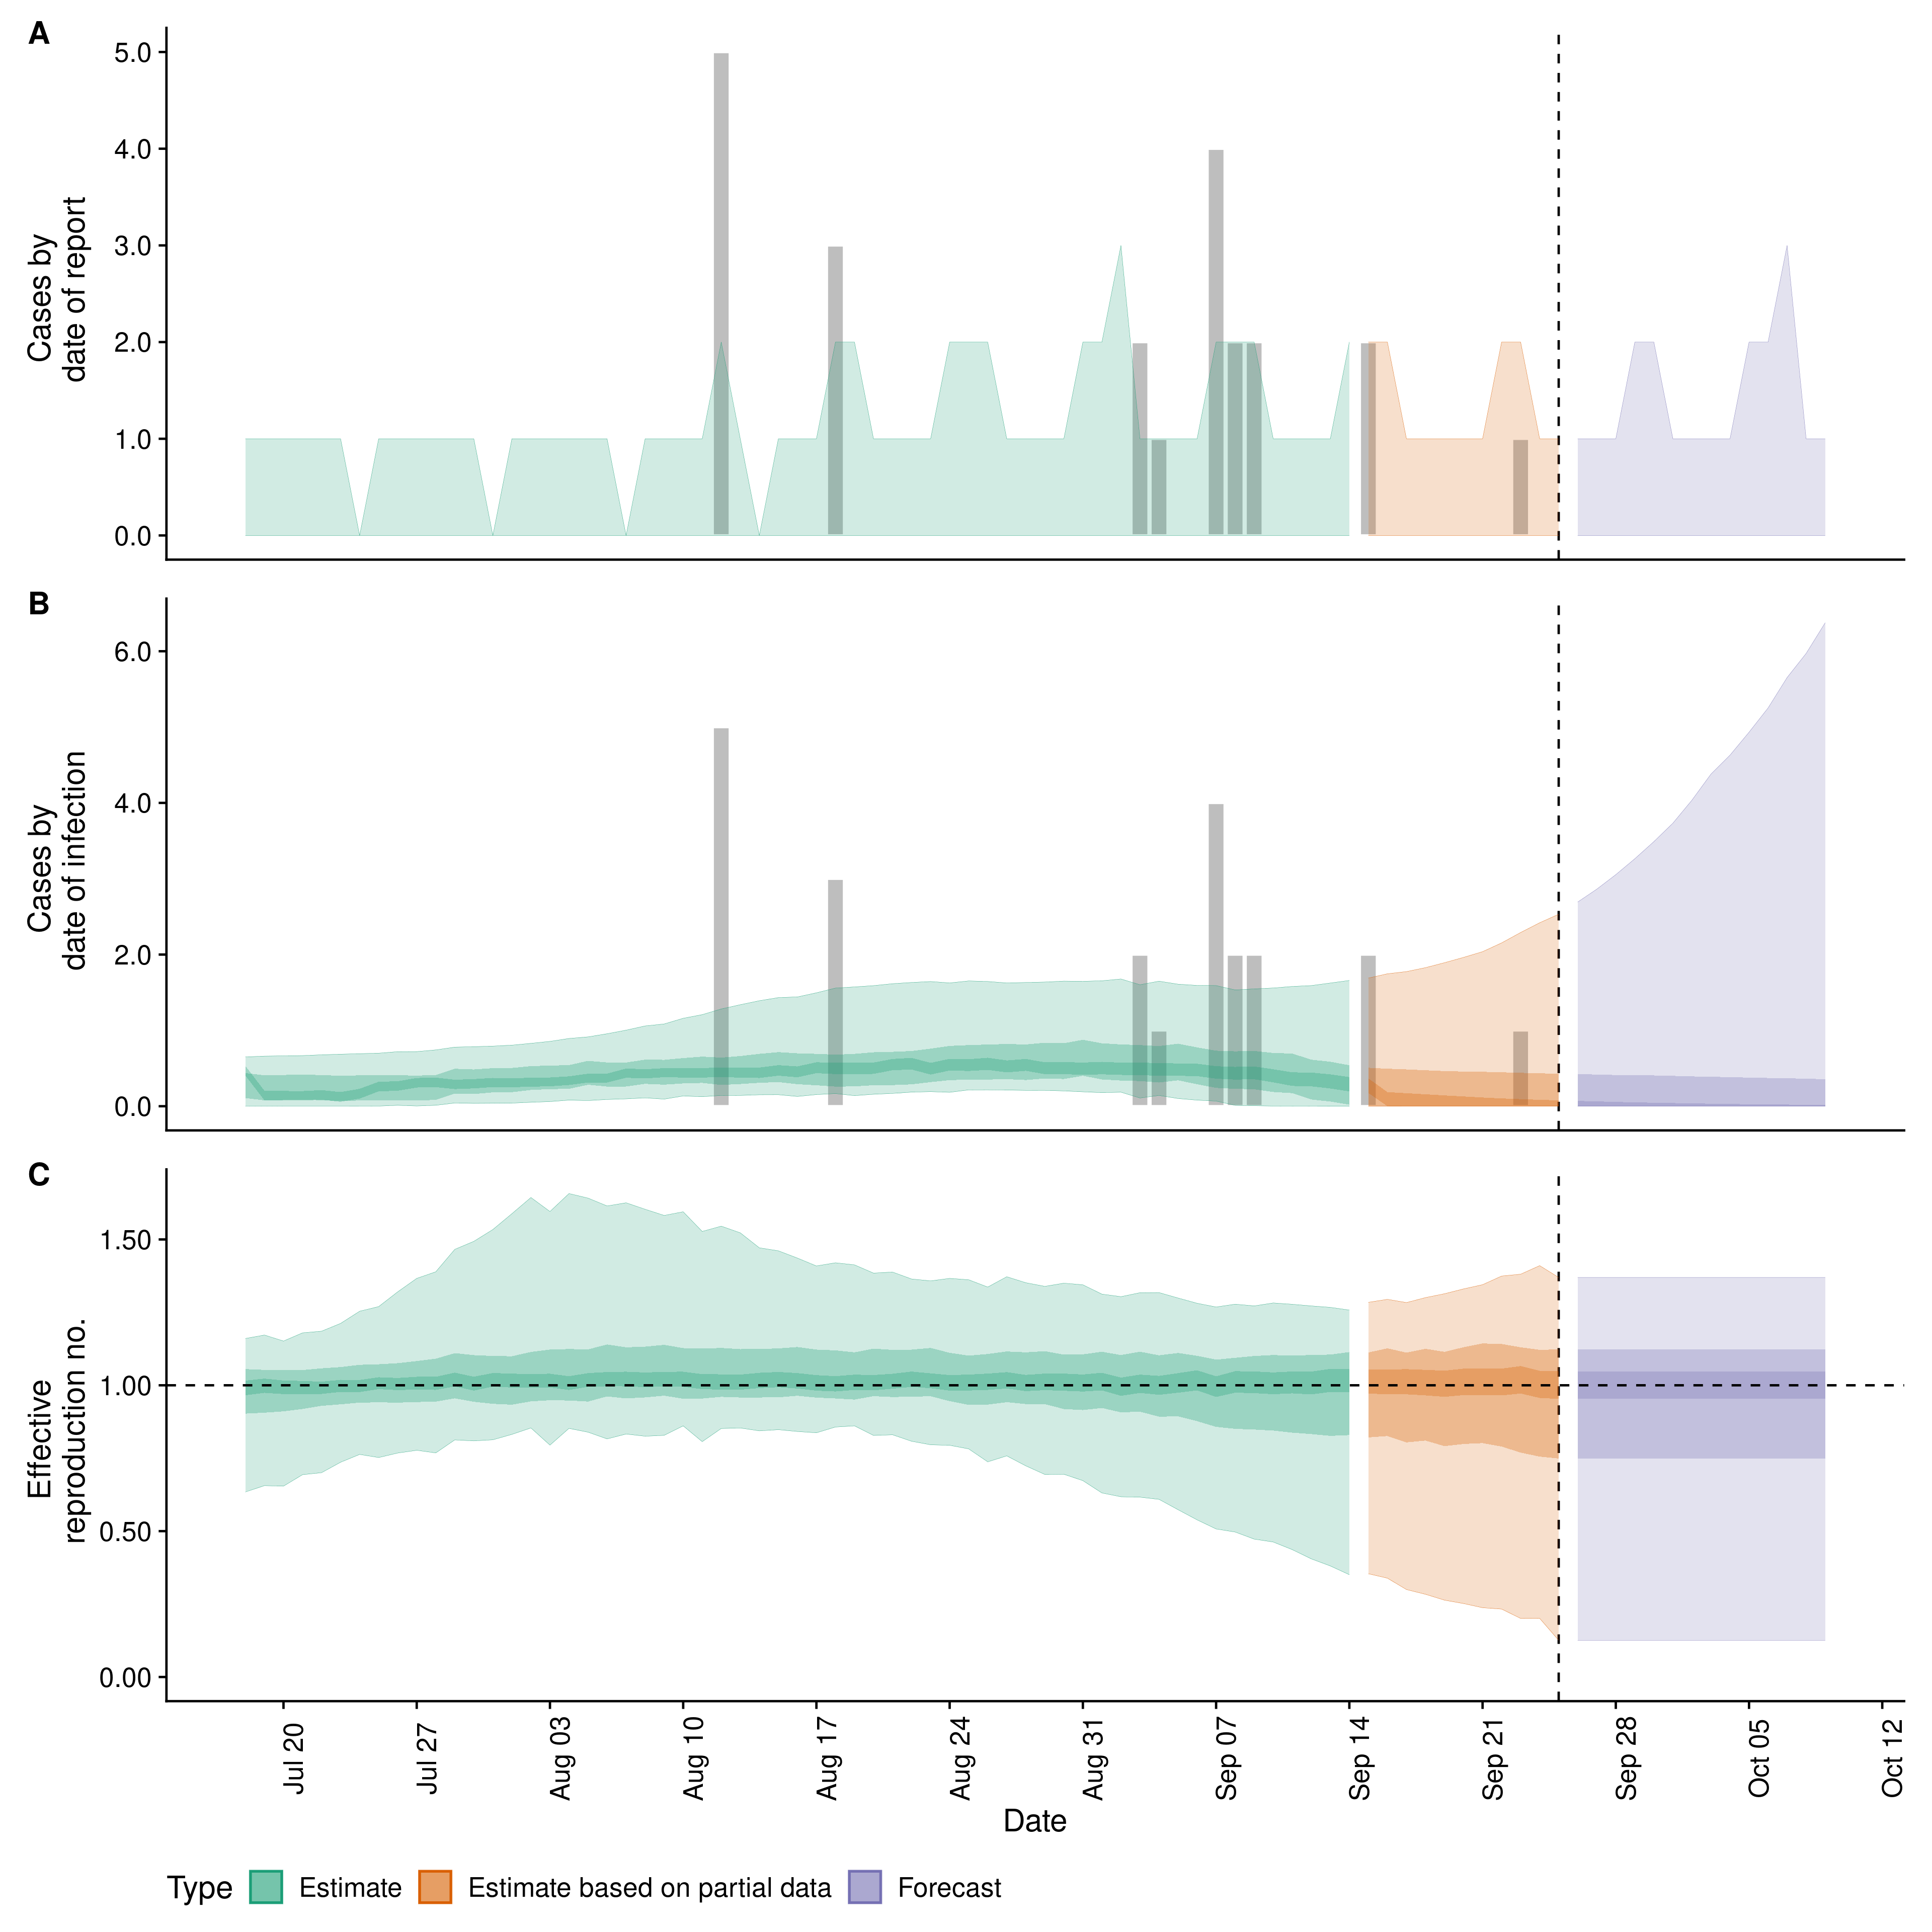 A
Cases by
date of report
5.0
4.0
3.0
2.0
1.0
0.0
B
Cases by
date of infection
6.0
4.0
2.0
0.0
C
Effective
reproduction no.
1.50
1.00
0.50
0.00
Jul 20
Jul 27
Aug 03
Aug 10
Aug 17
Aug 24
Aug 31
Sep 07
Sep 14
Sep 21
Sep 28
Oct 05
Oct 12
Date
Type Estimate Estimate based on partial data Forecast